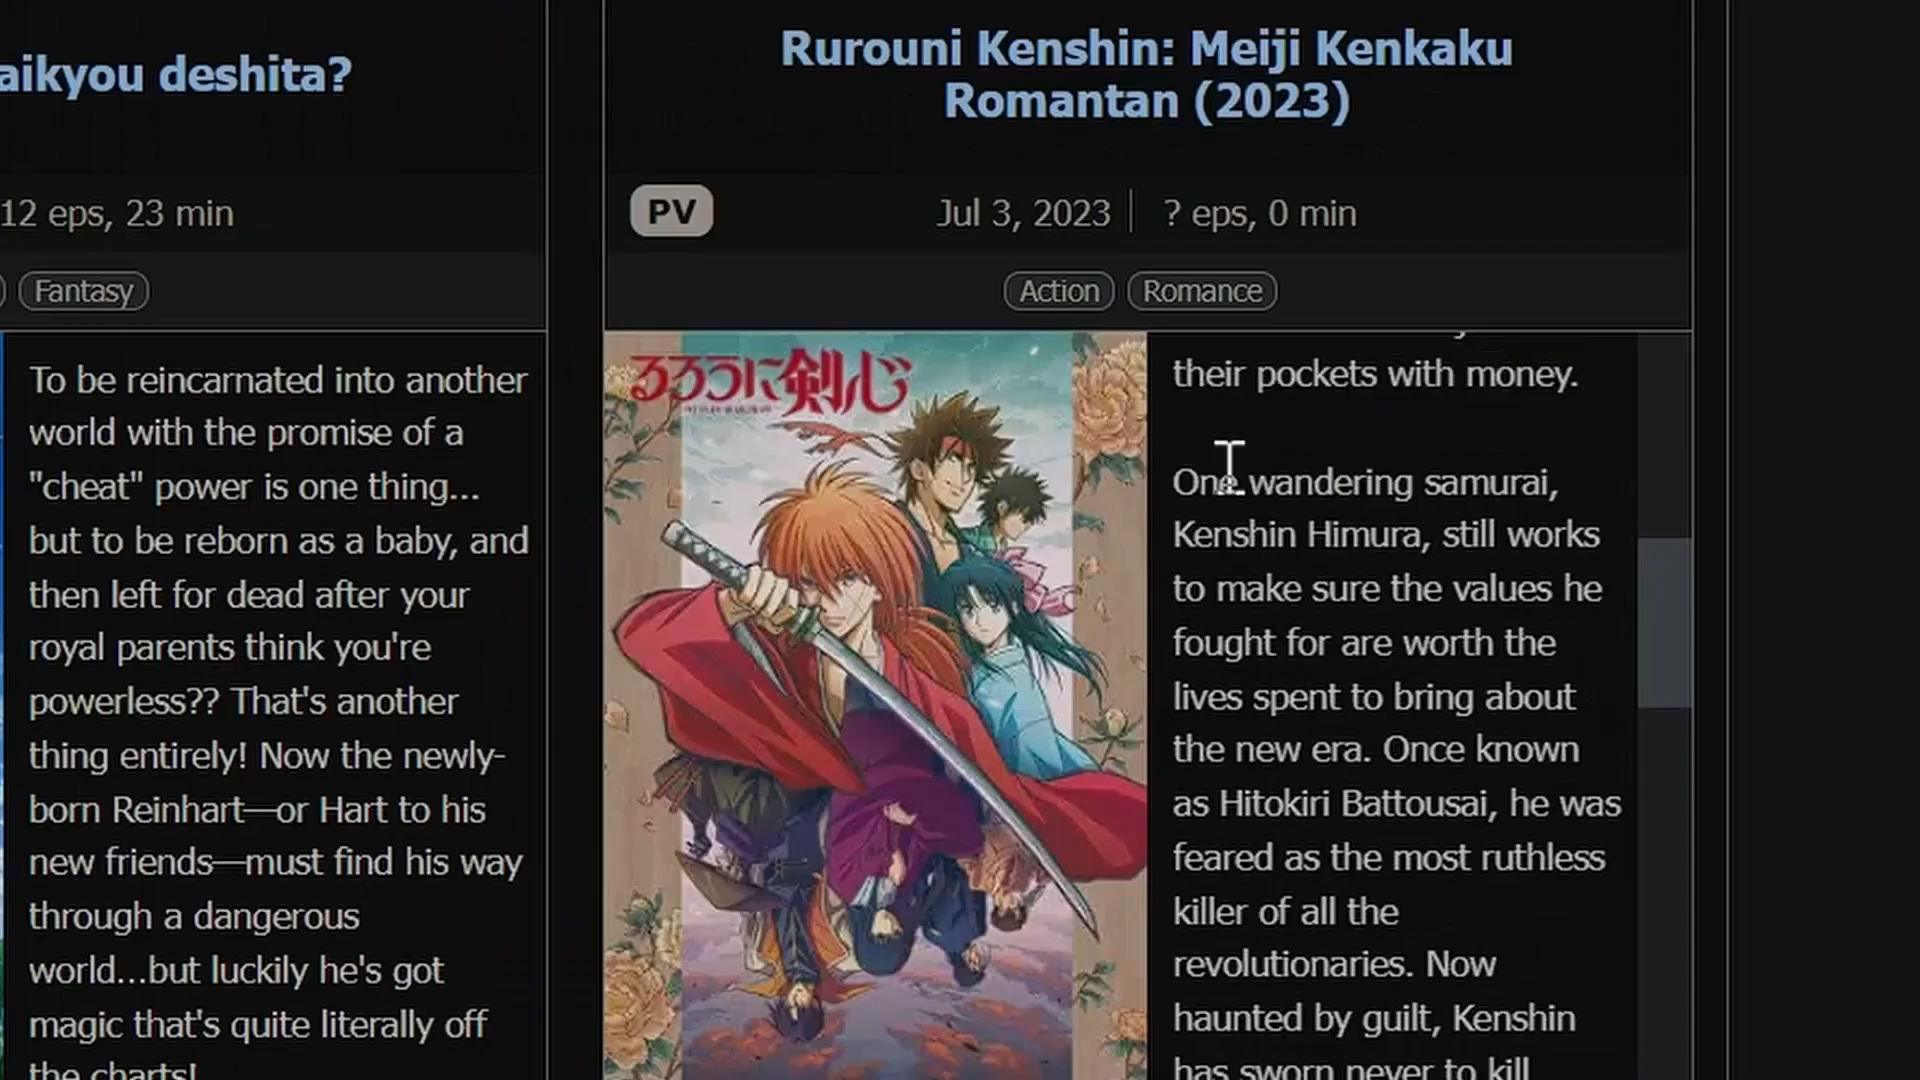 aikyou deshita?
12 eps, 23 min
Fantasy
To be reincarnated into another
world with the promise of a
"cheat" power is one thing...
but to be reborn as a baby, and
then left for dead after your
royal parents think you're
powerless?? That's another
thing entirely! Now the newly-
born Reinhart—or Hart to his
new friends—must find his way
through a dangerous
world...but luckily he's got
magic that's quite literally off
the charts!
Rurouni Kenshin: Meiji Kenkaku
Romantan (2023)
PV
Jul 3, 2023
? eps, 0 min
Action
Romance
るろうに剣心
their pockets with money.
One wandering samurai,
Kenshin Himura, still works
to make sure the values he
fought for are worth the
lives spent to bring about
the new era. Once known
as Hitokiri Battousai, he was
feared as the most ruthless
killer of all the
revolutionaries. Now
haunted by guilt, Kenshin
has sworn never to kill